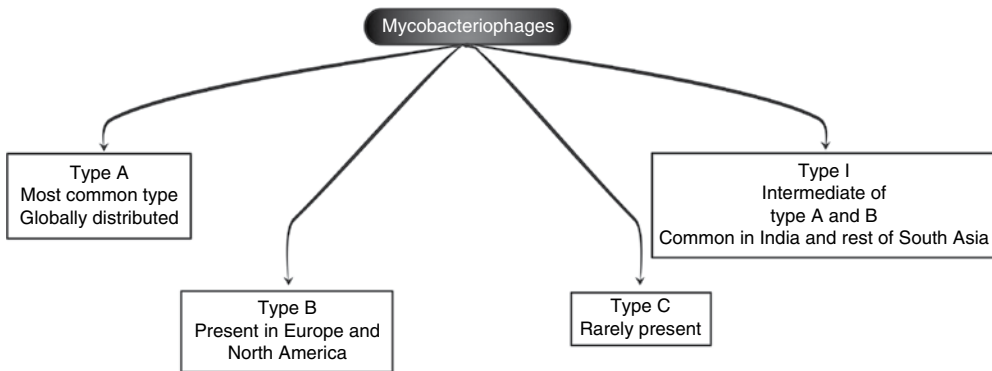 Mycobacteriophages
Type A
Most common type
Globally distributed
Type B
Present in Europe and
North America
Type C
Rarely present
Type I
Intermediate of
type A and B
Common in India and rest of South Asia